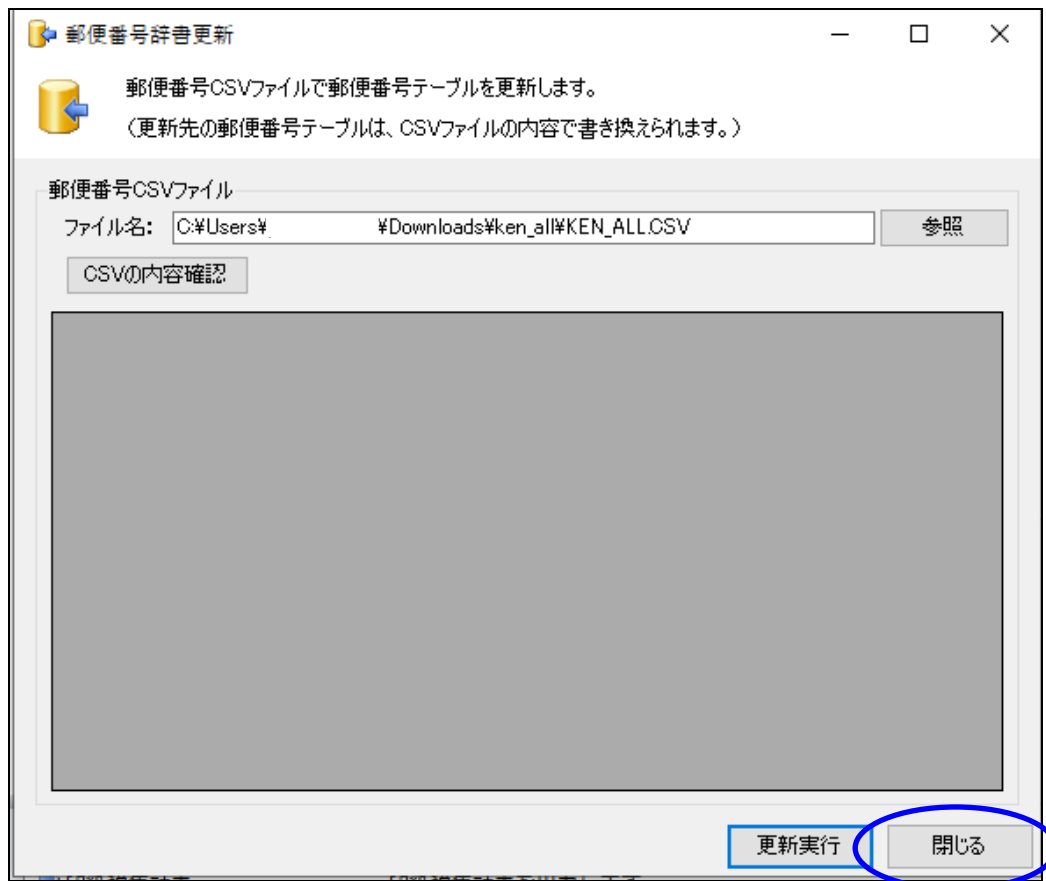 郵便番号辞書更新
郵便番号CSVファイルで郵便番号テーブルを更新します。
（更新先の郵便番号テーブルは、CSVファイルの内容で書き換えられます。）
郵便番号CSVファイル
ファイル名: C:¥Users¥ ¥Downloads¥ken_all¥KEN_ALL.CSV 参照
CSVの内容確認
更新実行 閉じる